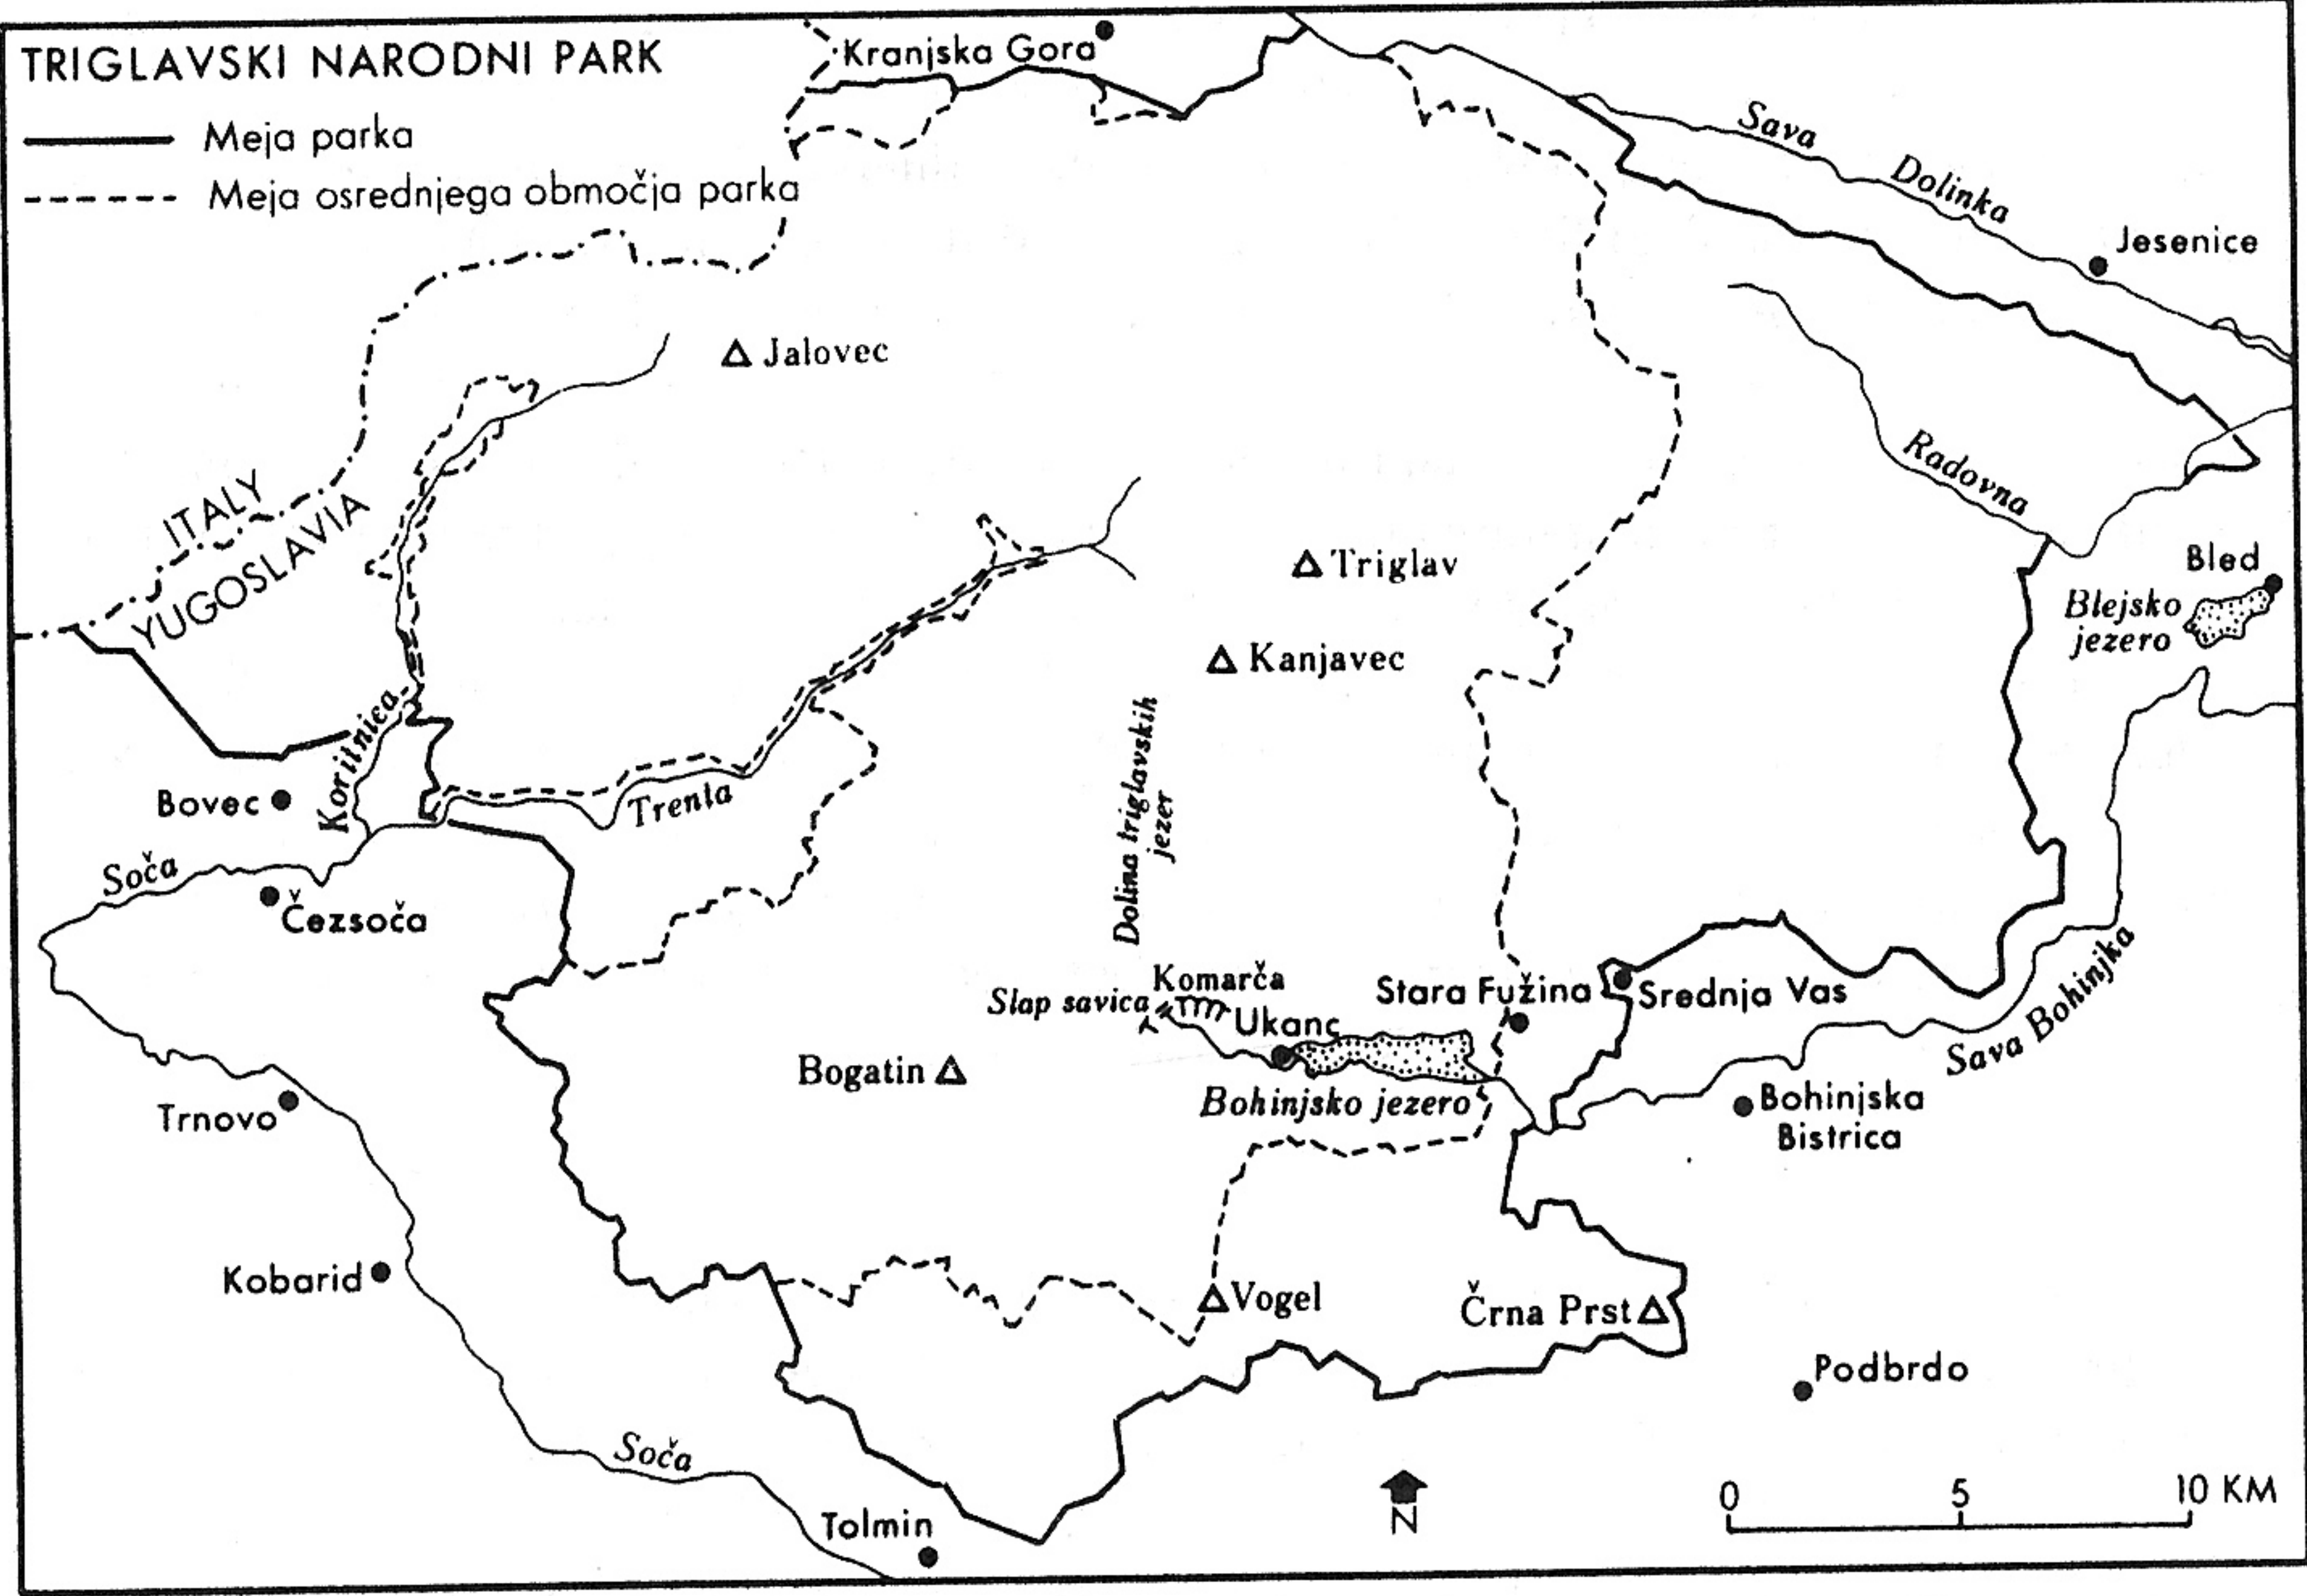 TRIGLAVSKI NARODNI PARK
Meja parka
Meja osrednjega območja parka
Kranjska Gora
Sava
Dolinka
Jesenice
Jalovec
Radovna
ITALY
YUGOSLAVIA
Triglav
Bled
Blejsko
jezero
Kanjavec
Koritnica
Bovec
Trenta
Dolina triglavskih
jezer
Soča
Čezsoča
Komarča
Slap savica
Ukanc
Stara Fužina
Srednja Vas
Sava Bohinjka
Bogatin
Bohinjsko jezero
Bohinjska
Bistrica
Trnovo
Kobarid
Vogel
Črna Prst
Podbrdo
Soča
Tolmin
N
0 5 10 KM